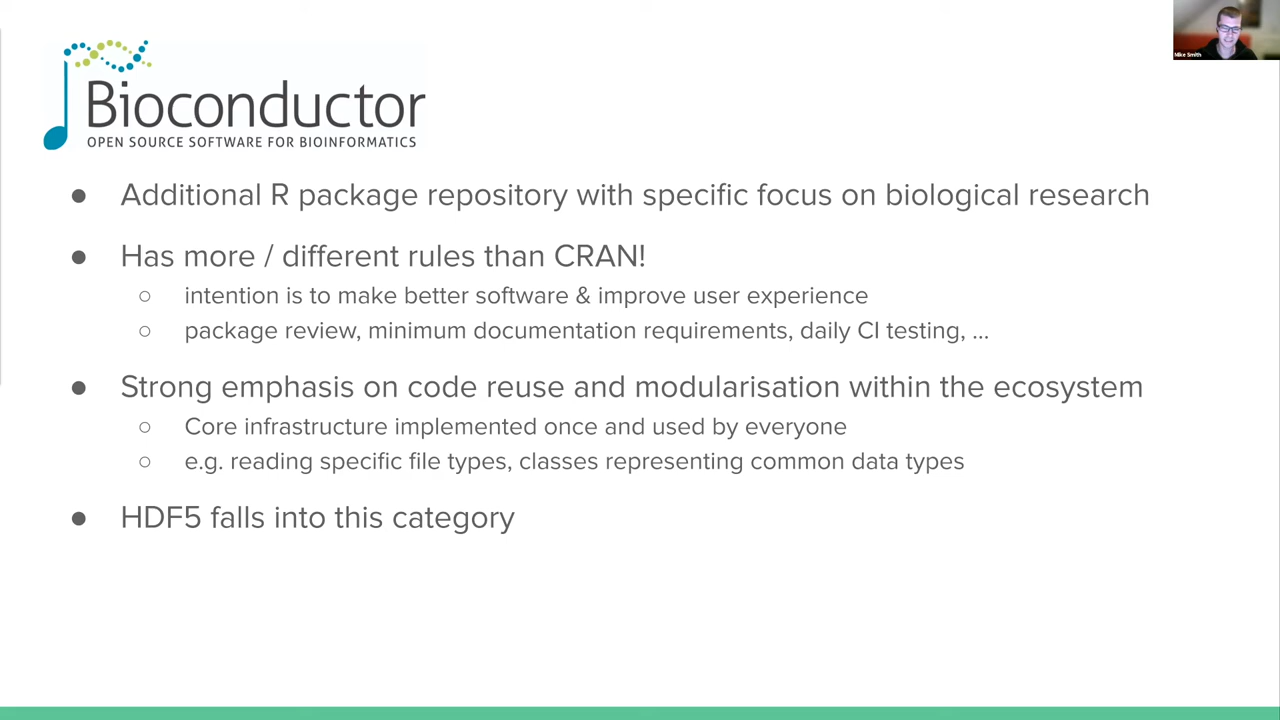 Mike Smith
Bioconductor
OPEN SOURCE SOFTWARE FOR BIOINFORMATICS
● Additional R package repository with specific focus on biological research
● Has more / different rules than CRAN!
○ intention is to make better software & improve user experience
○ package review, minimum documentation requirements, daily CI testing, ...
● Strong emphasis on code reuse and modularisation within the ecosystem
○ Core infrastructure implemented once and used by everyone
○ e.g. reading specific file types, classes representing common data types
● HDF5 falls into this category